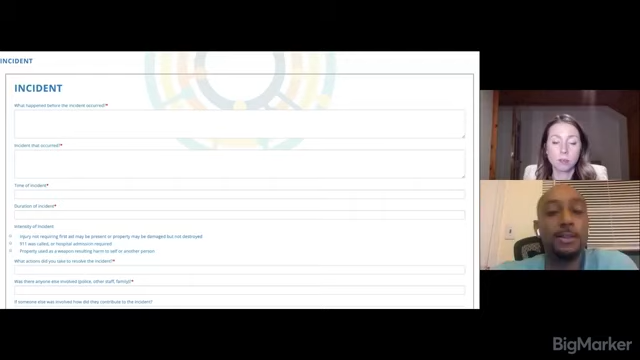 INCIDENT
INCIDENT
What happened before the incident occurred?*
Incident that occurred?*
Time of incident*
Duration of incident*
Intensity of Incident
Injury not requiring first aid may be present or property may be damaged but not destroyed
911 was called, or hospital admission required
Property used as a weapon resulting harm to self or another person
What actions did you take to resolve the incident?*
Was there anyone else involved (police, other staff, family)?*
If someone else was involved how did they contribute to the incident?
BigMarker